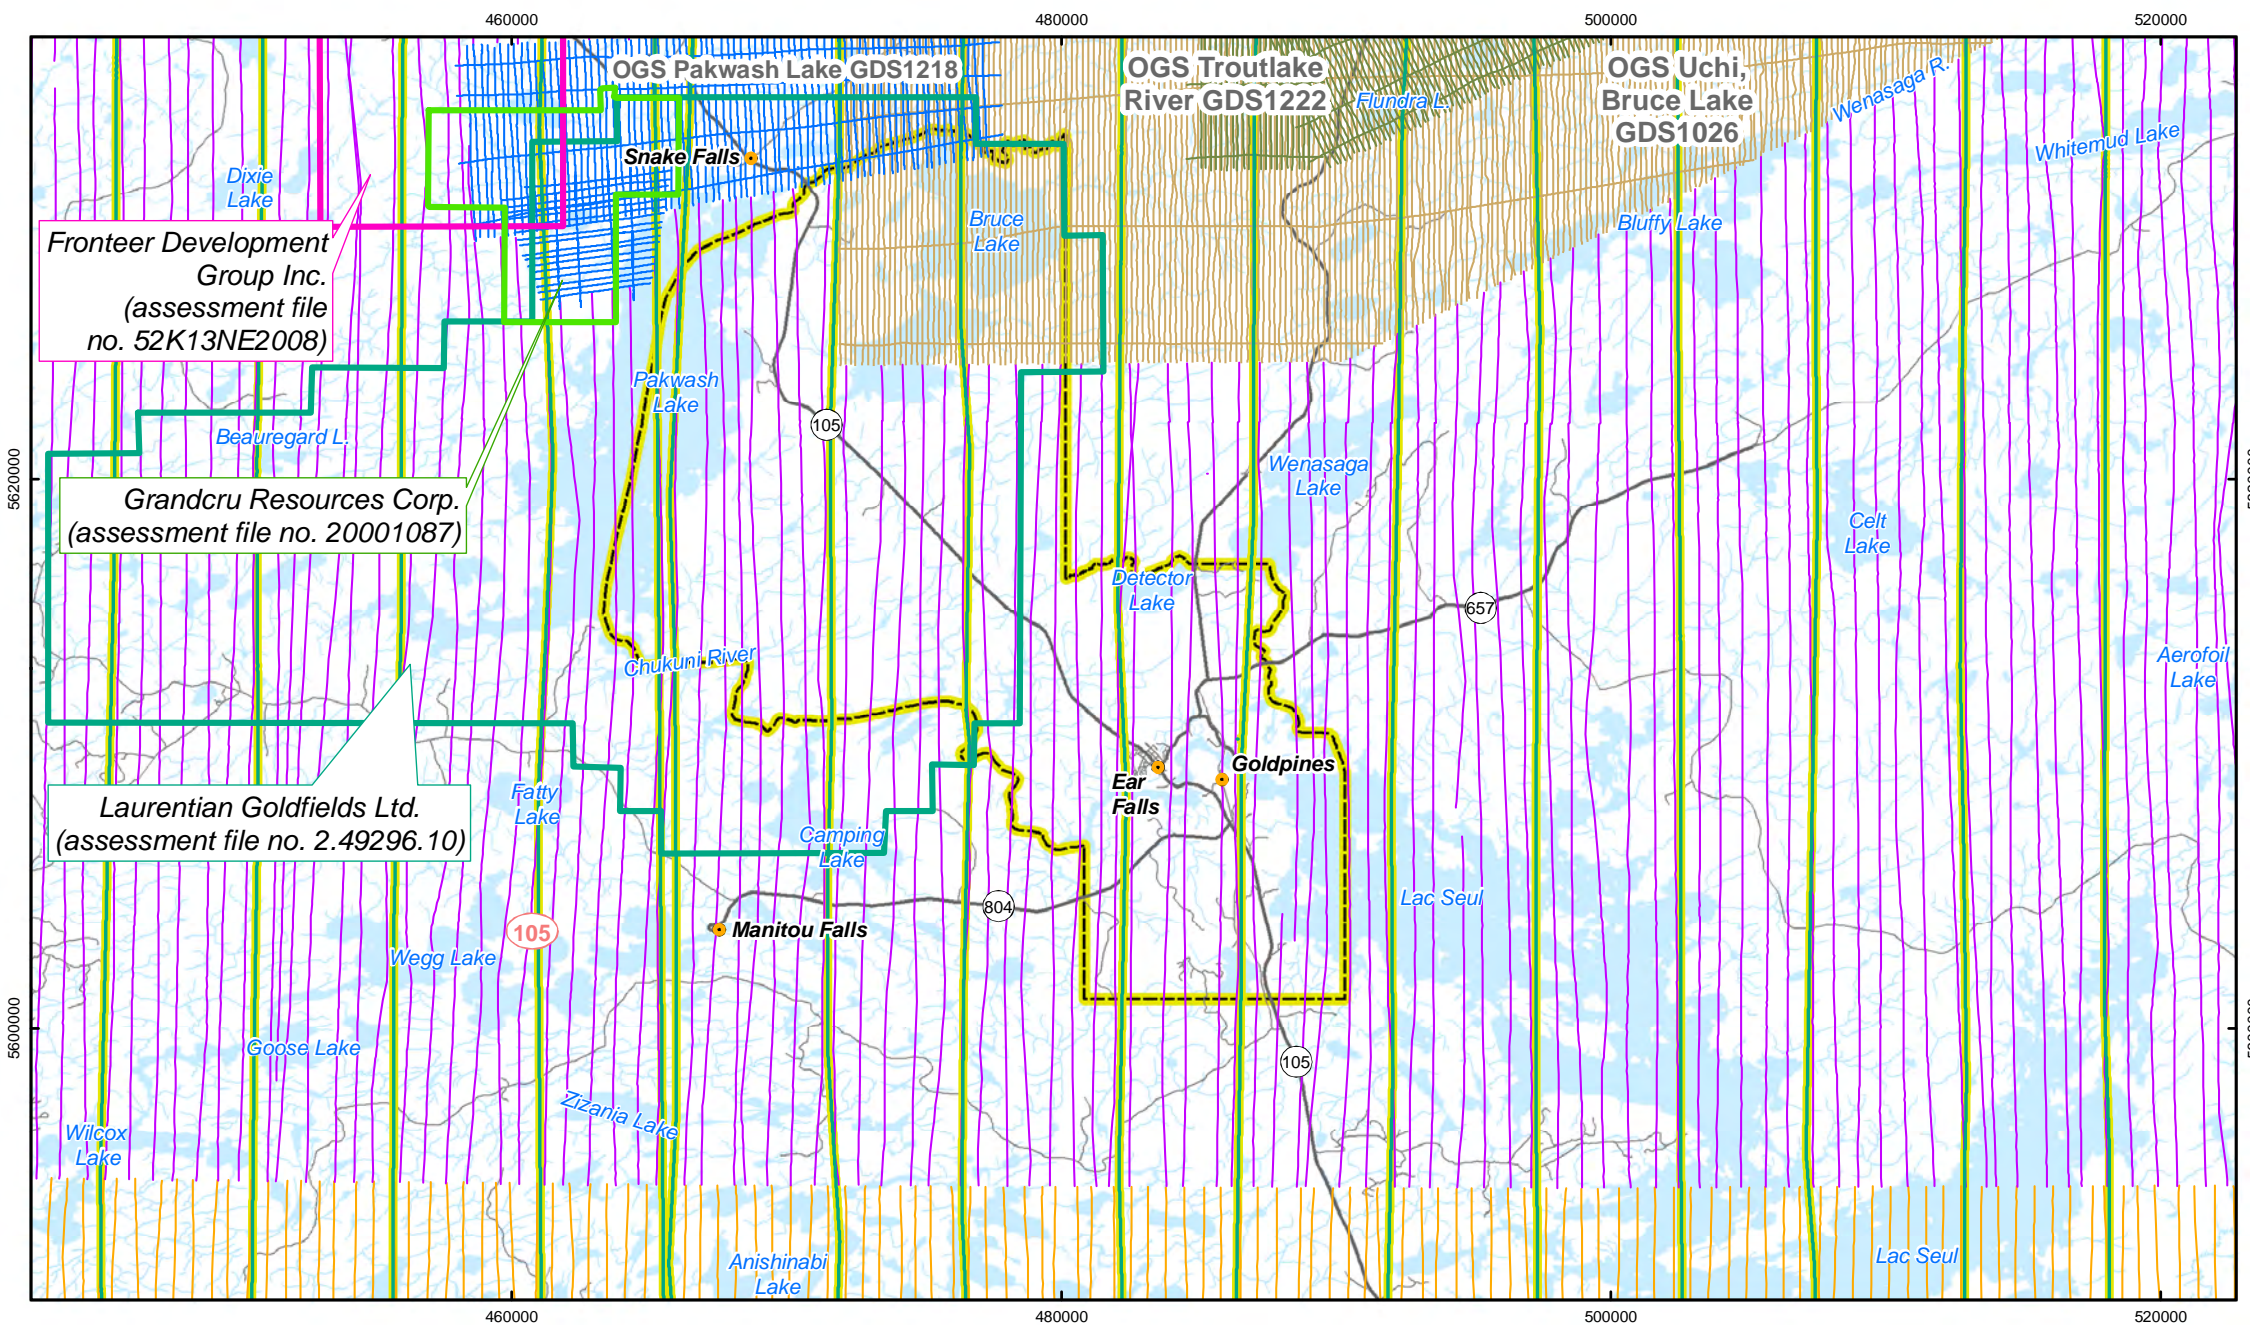 460000
480000
500000
520000
OGS Pakwash Lake GDS1218
OGS Troutlake
River GDS1222
OGS Uchi,
Bruce Lake
GDS1026
Flundra L.
Wenasaga R.
Whitemud Lake
Snake Falls
Dixie
Lake
Bruce
Lake
Bluffy Lake
Fronteer Development
Group Inc.
(assessment file
no. 52K13NE2008)
Pakwash
Lake
105
Beauregard L.
5620000
Wenasaga
Lake
Grandcru Resources Corp.
(assessment file no. 20001087)
Celt
Lake
Detector
Lake
657
Chukuni River
Aerofoil
Lake
Goldpines
Ear
Falls
Fatty
Lake
Laurentian Goldfields Ltd.
(assessment file no. 2.49296.10)
Camping
Lake
Lac Seul
804
105
Manitou Falls
Wegg Lake
5600000
Goose Lake
105
Zizania Lake
Wilcox
Lake
Anishinabi
Lake
Lac Seul
460000
480000
500000
520000